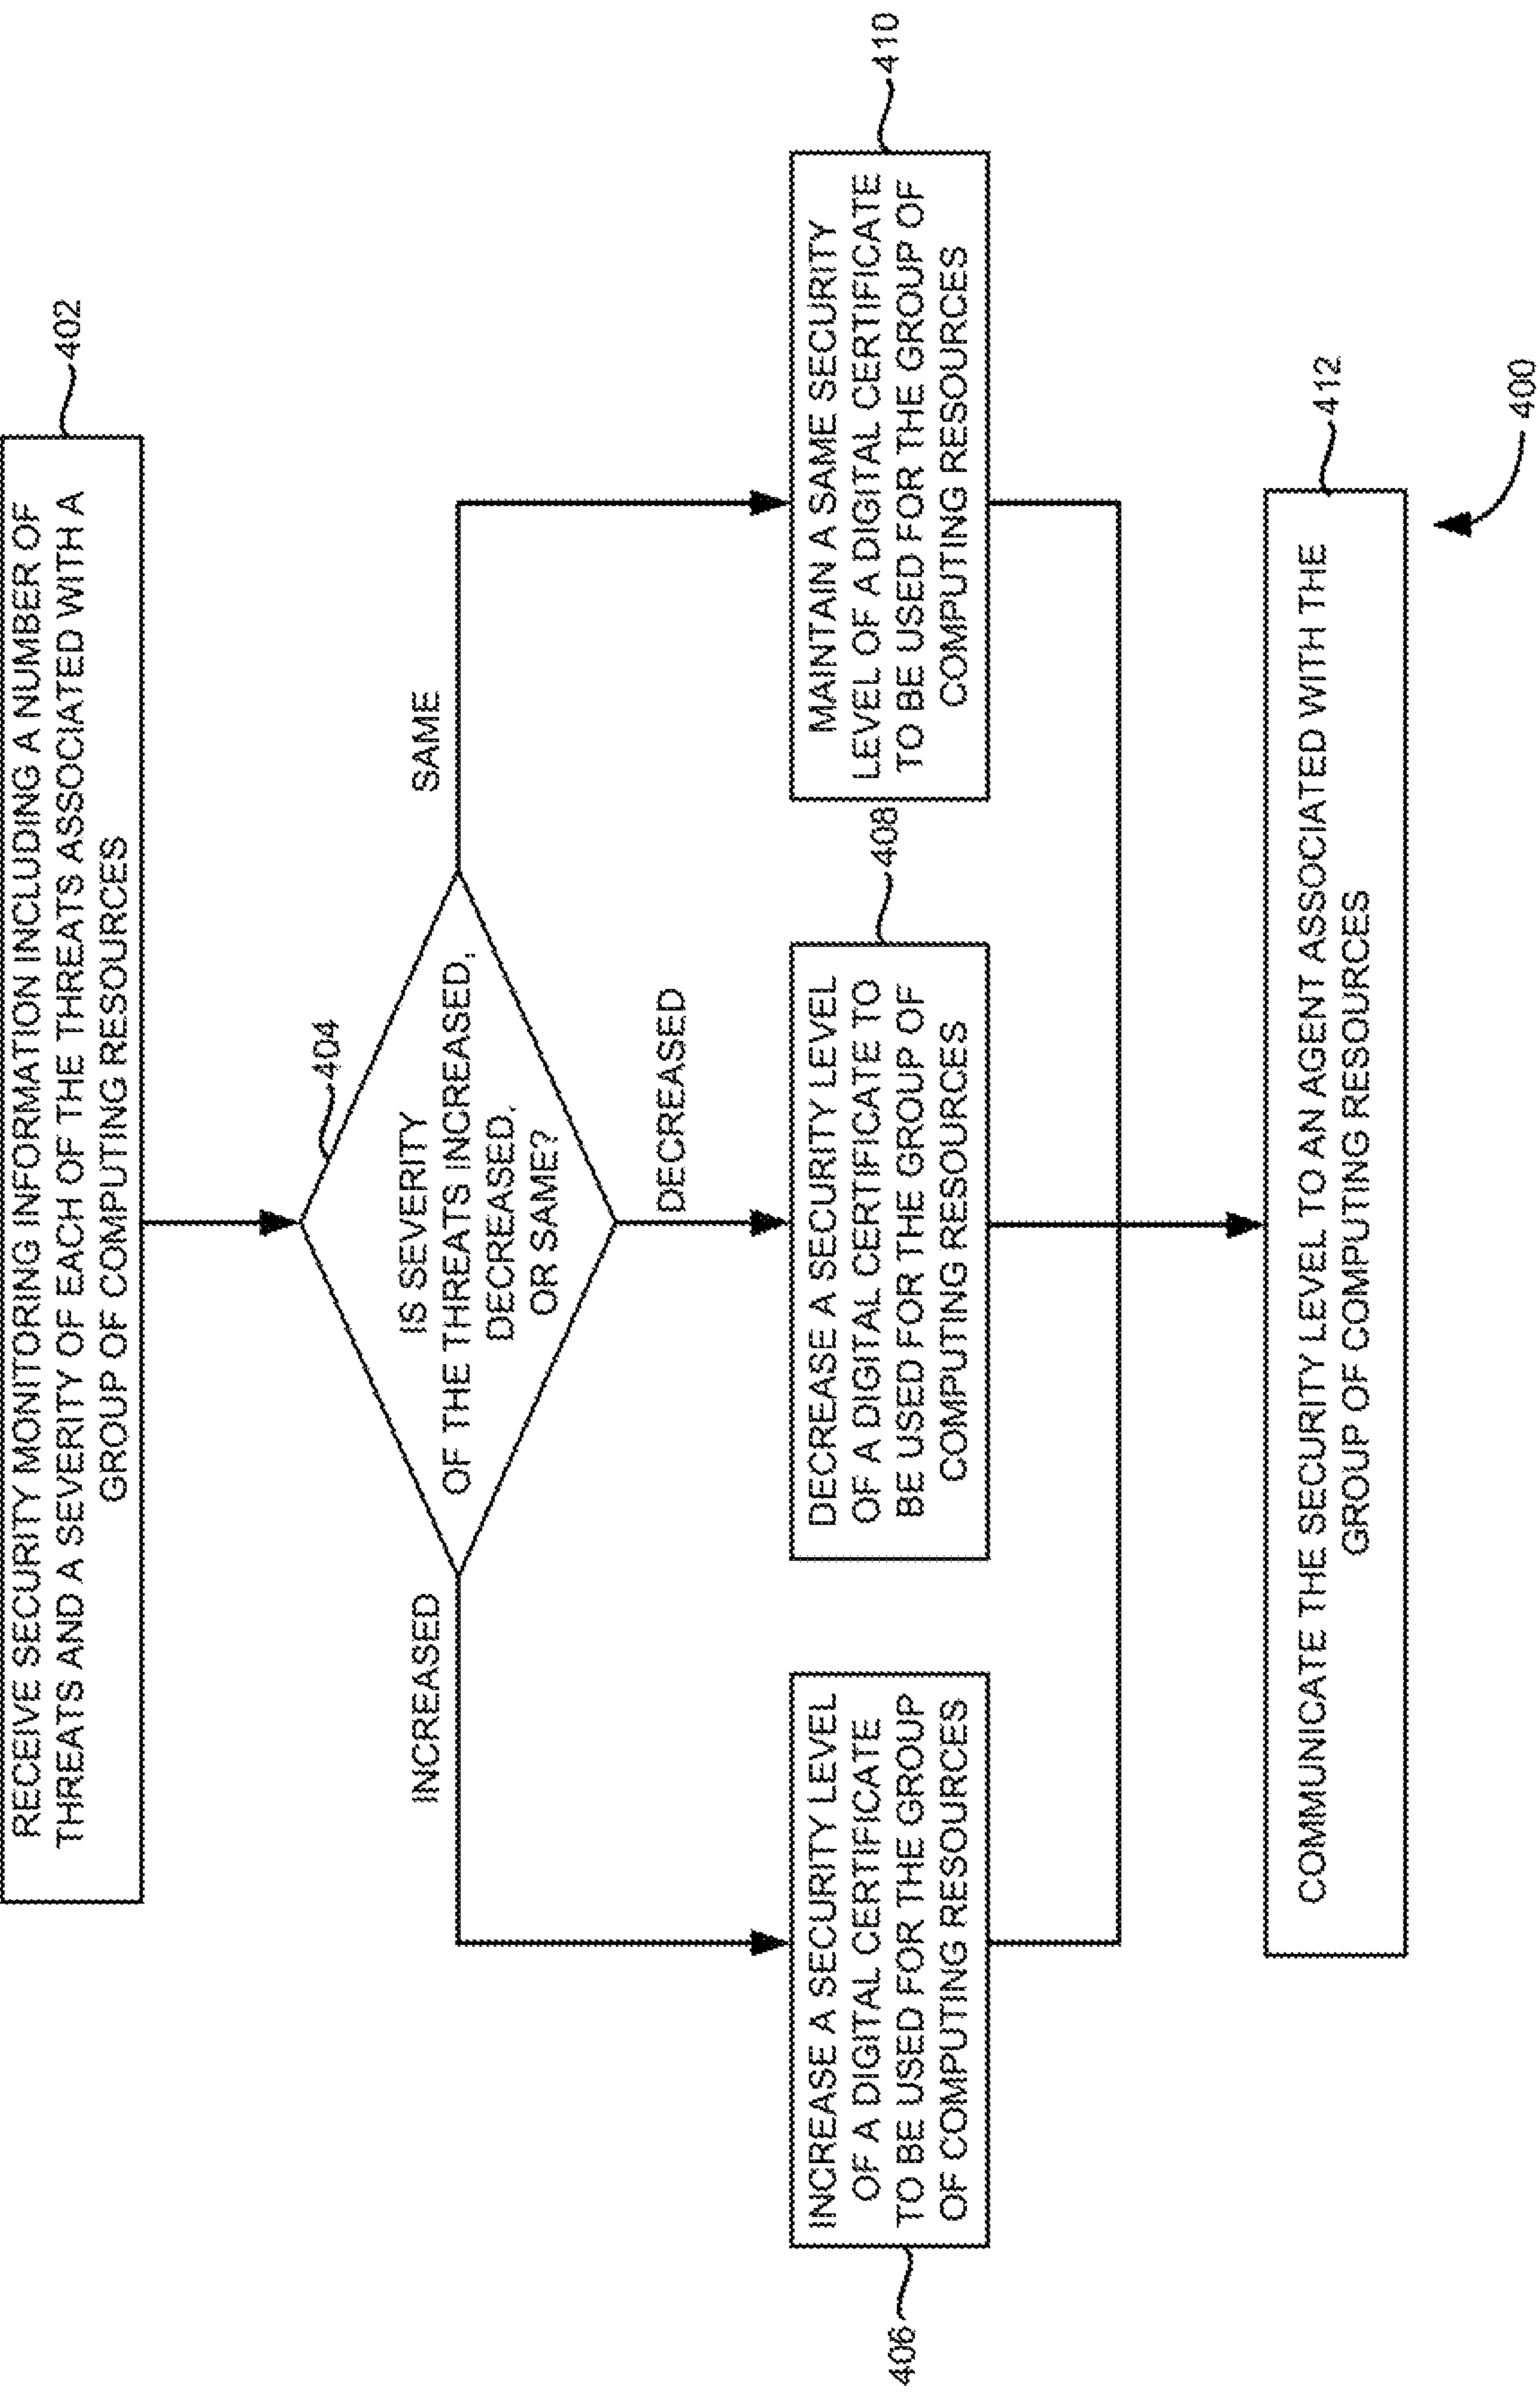 RECEIVE SECURITY MONITORING INFORMATION INCLUDING A NUMBER OF
THREATS AND A SEVERITY OF EACH OF THE THREATS ASSOCIATED WITH A
GROUP OF COMPUTING RESOURCES
402
404
IS SEVERITY
OF THE THREATS INCREASED,
DECREASED,
OR SAME?
INCREASED
DECREASED
SAME
INCREASE A SECURITY LEVEL
OF A DIGITAL CERTIFICATE
TO BE USED FOR THE GROUP
OF COMPUTING RESOURCES
406
DECREASE A SECURITY LEVEL
OF A DIGITAL CERTIFICATE TO
BE USED FOR THE GROUP OF
COMPUTING RESOURCES
408
MAINTAIN A SAME SECURITY
LEVEL OF A DIGITAL CERTIFICATE
TO BE USED FOR THE GROUP OF
COMPUTING RESOURCES
410
COMMUNICATE THE SECURITY LEVEL TO AN AGENT ASSOCIATED WITH THE
GROUP OF COMPUTING RESOURCES
412
400